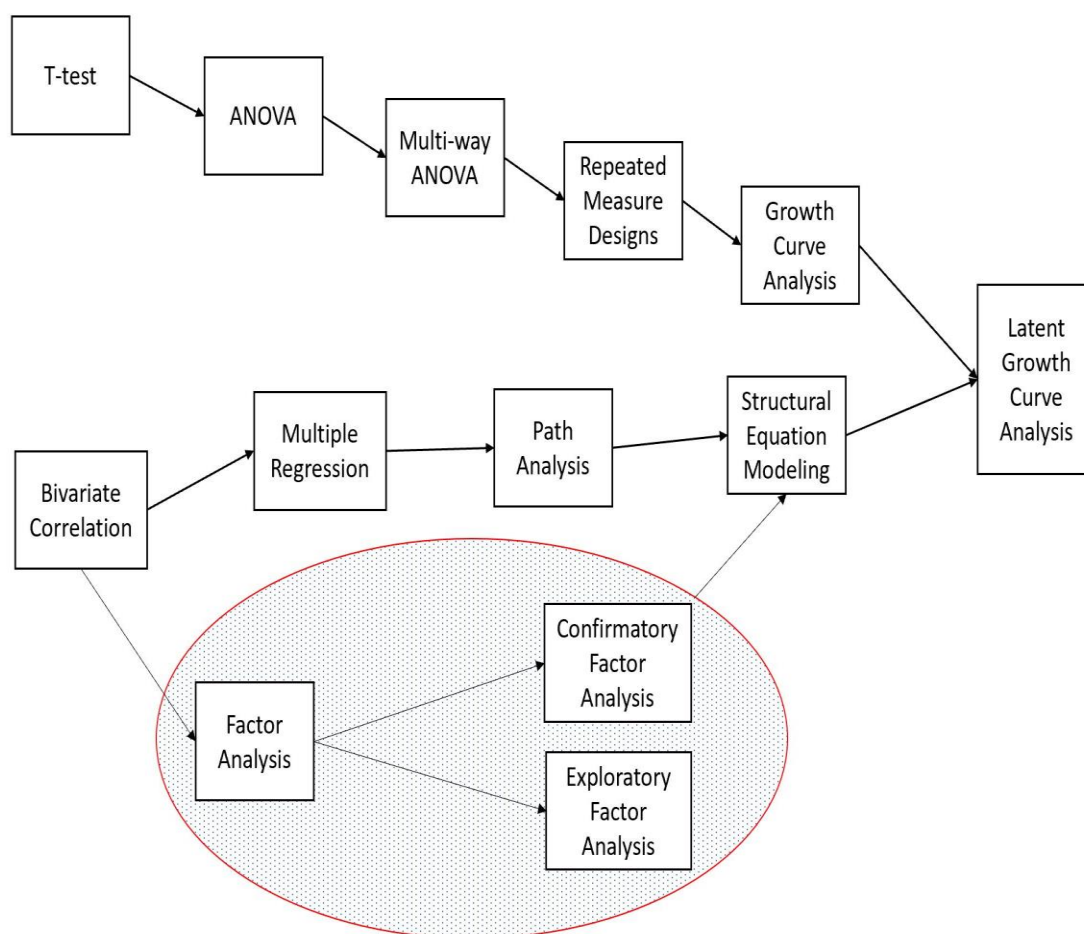 T-test
ANOVA
Multi-way
ANOVA
Repeated
Measure
Designs
Growth
Curve
Analysis
Latent
Growth
Curve
Analysis
Bivariate
Correlation
Multiple
Regression
Path
Analysis
Structural
Equation
Modeling
Factor
Analysis
Confirmatory
Factor
Analysis
Exploratory
Factor
Analysis